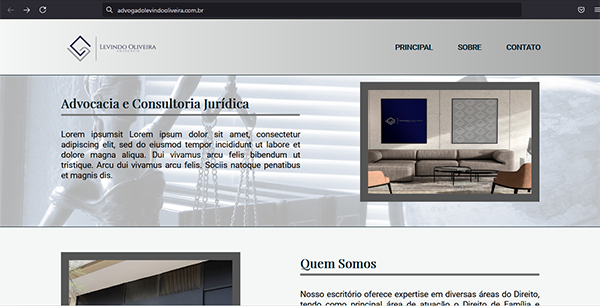 advogadolevindooliveira.com.br
LEVINDO OLIVEIRA
ADVOCACIA
PRINCIPAL
SOBRE
CONTATO
Advocacia e Consultoria Jurídica
Lorem ipsumsit Lorem ipsum dolor sit amet, consectetur
adipiscing elit, sed do eiusmod tempor incididunt ut labore et
dolore magna aliqua. Dui vivamus arcu felis bibendum ut
tristique. Arcu dui vivamus arcu felis. Sociis natoque penatibus
et magnis dis.
Quem Somos
Nosso escritório oferece expertise em diversas áreas do Direito,
tendo como principal área de atuação o Direito de Família e